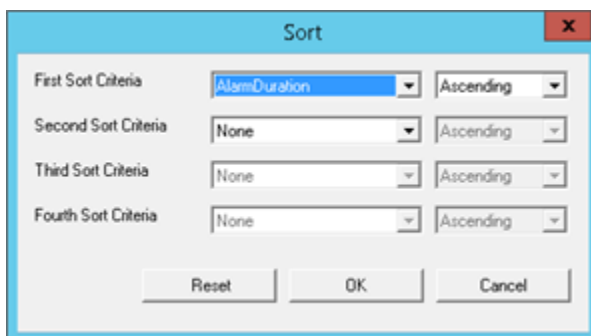 Sort
x
First Sort Criteria AlarmDuration Ascending
Second Sort Criteria None Ascending
Third Sort Criteria None Ascending
Fourth Sort Criteria None Ascending
Reset OK Cancel